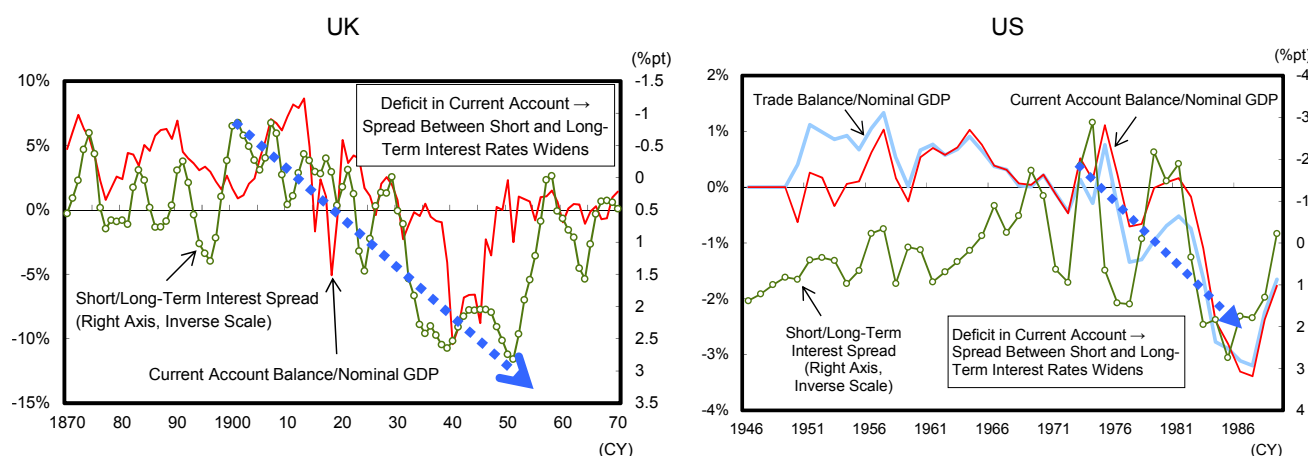 UK
(%pt)
10%
5%
0%
-5%
-10%
-15%
-1.5
-1
-0.5
0
0.5
1
1.5
2
2.5
3
3.5
Deficit in Current Account →
Spread Between Short and Long-
Term Interest Rates Widens
Short/Long-Term Interest Spread
(Right Axis, Inverse Scale)
Current Account Balance/Nominal GDP
1870 80 90 1900 10 20 30 40 50 60 70
(CY)
US
(%pt)
2%
1%
0%
-1%
-2%
-3%
-4%
-4
-3
-2
-1
0
1
2
3
4
Trade Balance/Nominal GDP
Current Account Balance/Nominal GDP
Short/Long-Term
Interest Spread
(Right Axis,
Inverse Scale)
Deficit in Current Account →
Spread Between Short and Long-
Term Interest Rates Widens
1946 1951 1956 1961 1966 1971 1976 1981 1986
(CY)